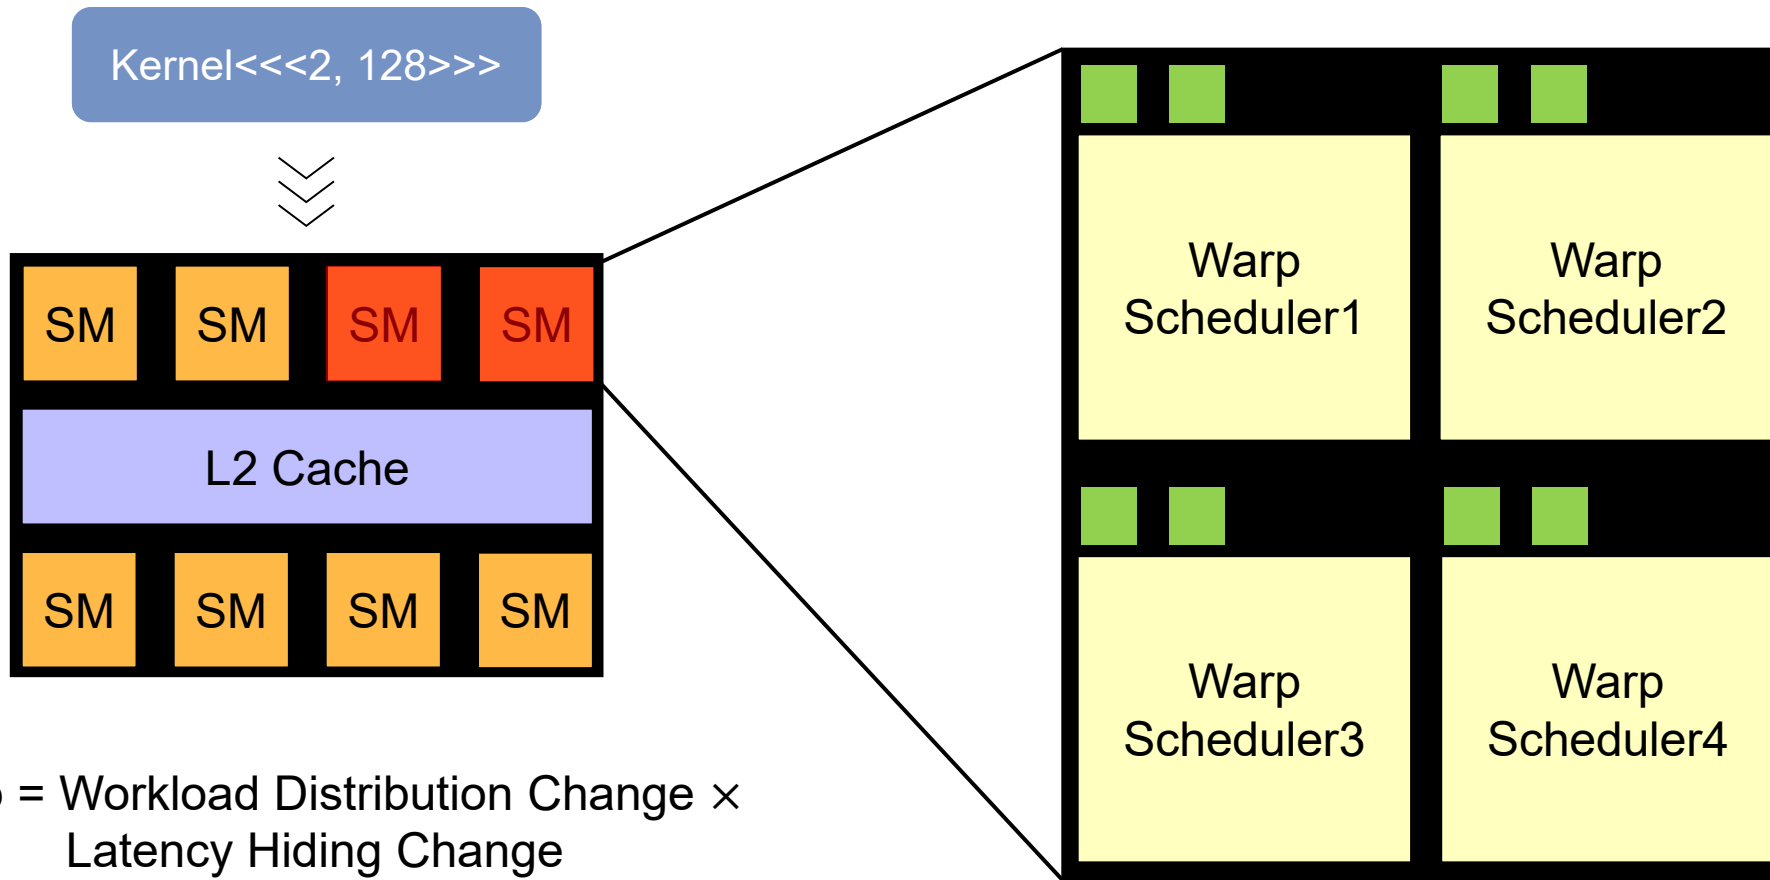 Kernel<<<2, 128>>>
SM SM SM SM
L2 Cache
SM SM SM SM
Warp
Scheduler1
Warp
Scheduler2
Warp
Scheduler3
Warp
Scheduler4
= Workload Distribution Change ×
Latency Hiding Change